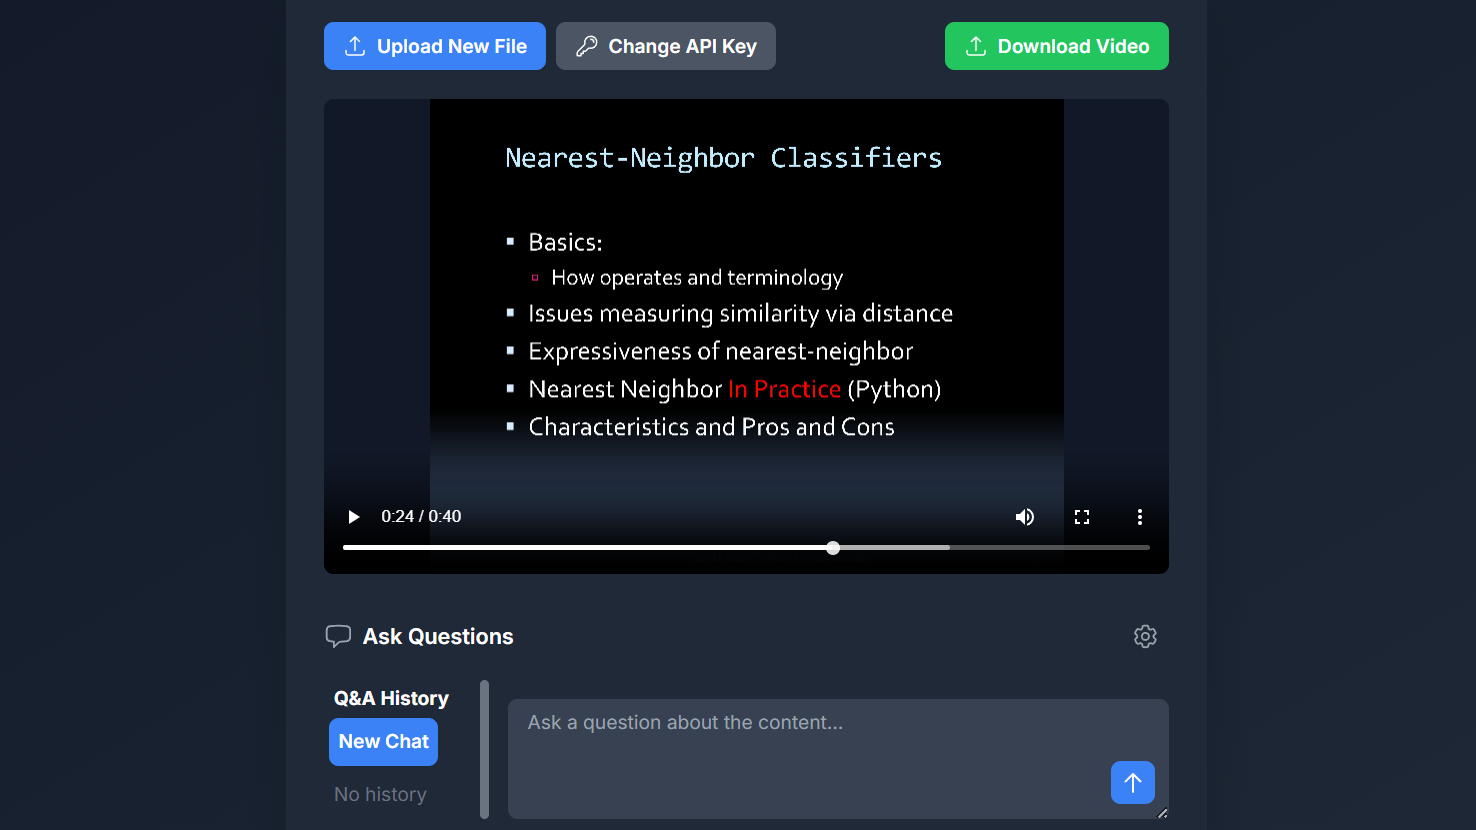 Upload New File
Change API Key
Download Video
Nearest-Neighbor Classifiers
Basics:
How operates and terminology
Issues measuring similarity via distance
Expressiveness of nearest-neighbor
Nearest Neighbor In Practice (Python)
Characteristics and Pros and Cons
0:24 / 0:40
Ask Questions
Q&A History
New Chat
No history
Ask a question about the content...